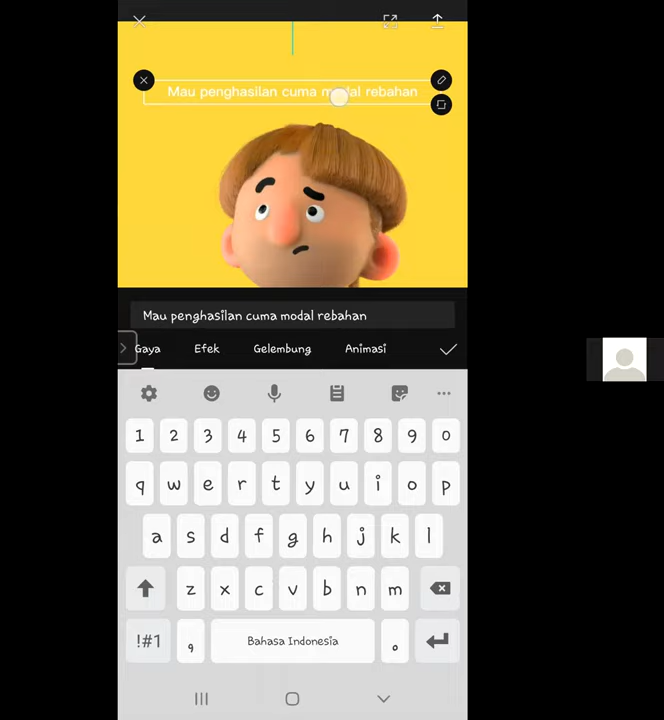 Mau penghasilan cuma modal rebahan
Mau penghasilan cuma modal rebahan
Gaya Efek Gelembung Animasi
1 2 3 4 5 6 7 8 9 0
q w e r t y u i o p
a s d f g h j k l
z x c v b n m
!#1 , Bahasa Indonesia .